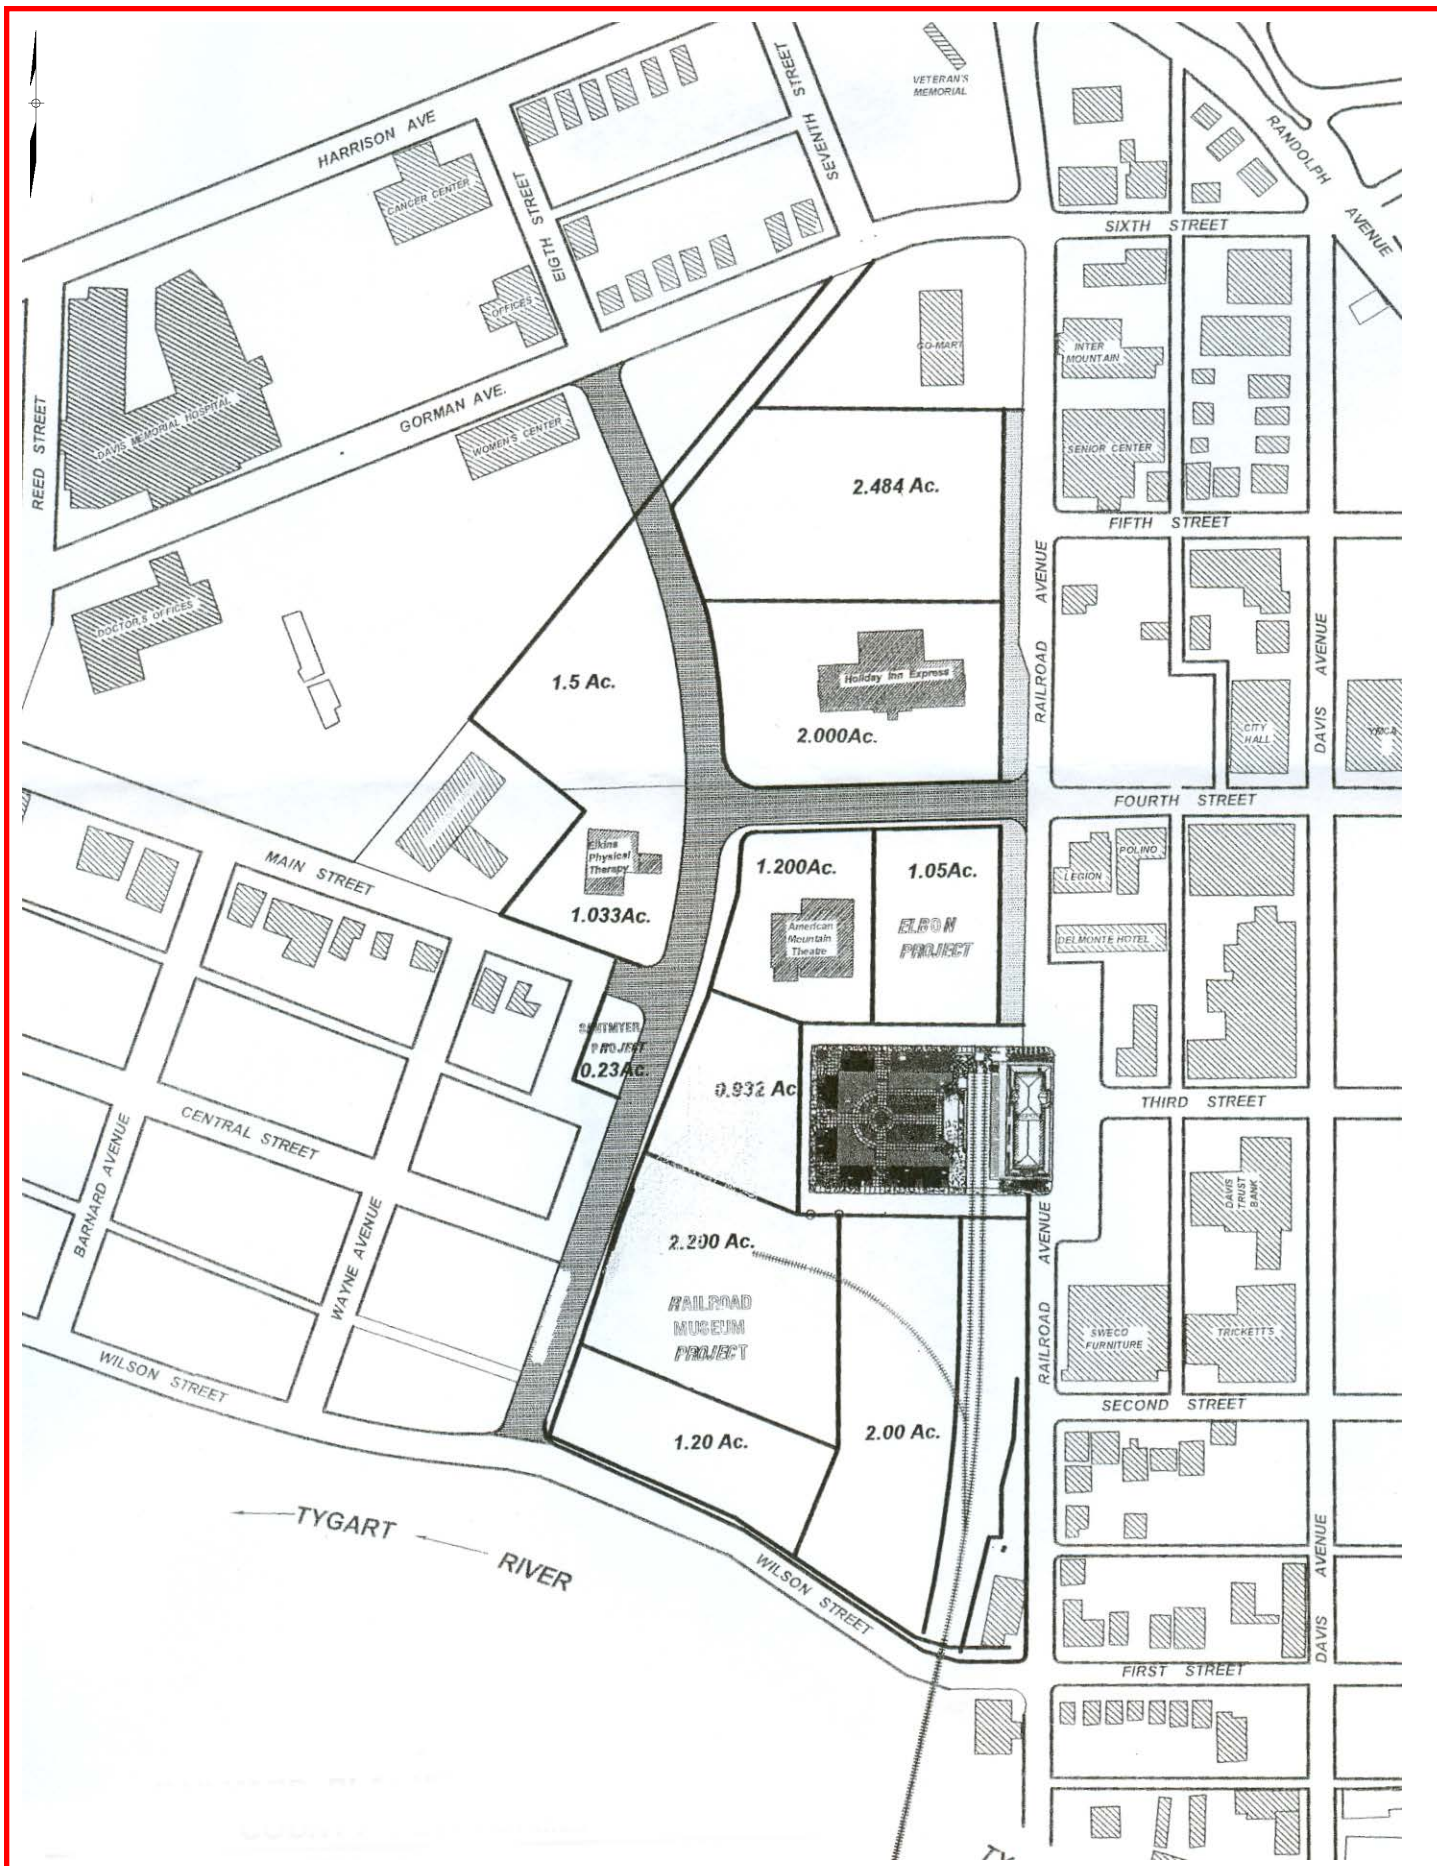 VETERAN'S
MEMORIAL
STREET
SEVENTH
HARRISON AVE
RANDOLPH
AVENUE
CANCER CENTER
EIGTH STREET
SIXTH STREET
OFFICES
GO-MART
INTER
MOUNTAIN
REED STREET
DAVIS MEMORIAL HOSPITAL
GORMAN AVE.
WOMEN'S CENTER
SENIOR CENTER
2.484 Ac.
FIFTH STREET
RAILROAD AVENUE
DAVIS AVENUE
DOCTOR,S OFFICES
1.5 Ac.
Holiday Inn Express
2.000Ac.
CITY
HALL
YMCA
FOURTH STREET
MAIN STREET
Elkins
Physical
Therapy
1.033Ac.
1.200Ac.
1.05Ac.
American
Mountain
Theatre
ELBON
PROJECT
LEGION
POLINO
DELMONTE HOTEL
PROJECT
0.23Ac.
0.932 Ac
THIRD STREET
CENTRAL STREET
BARNARD AVENUE
WAYNE AVENUE
DAVIS
TRUST
BANK
2.200 Ac.
RAILROAD
MUSEUM
PROJECT
RAILROAD AVENUE
SWECO
FURNITURE
TRICKETT'S
WILSON STREET
SECOND STREET
1.20 Ac.
2.00 Ac.
TYGART
RIVER
WILSON STREET
DAVIS AVENUE
FIRST STREET